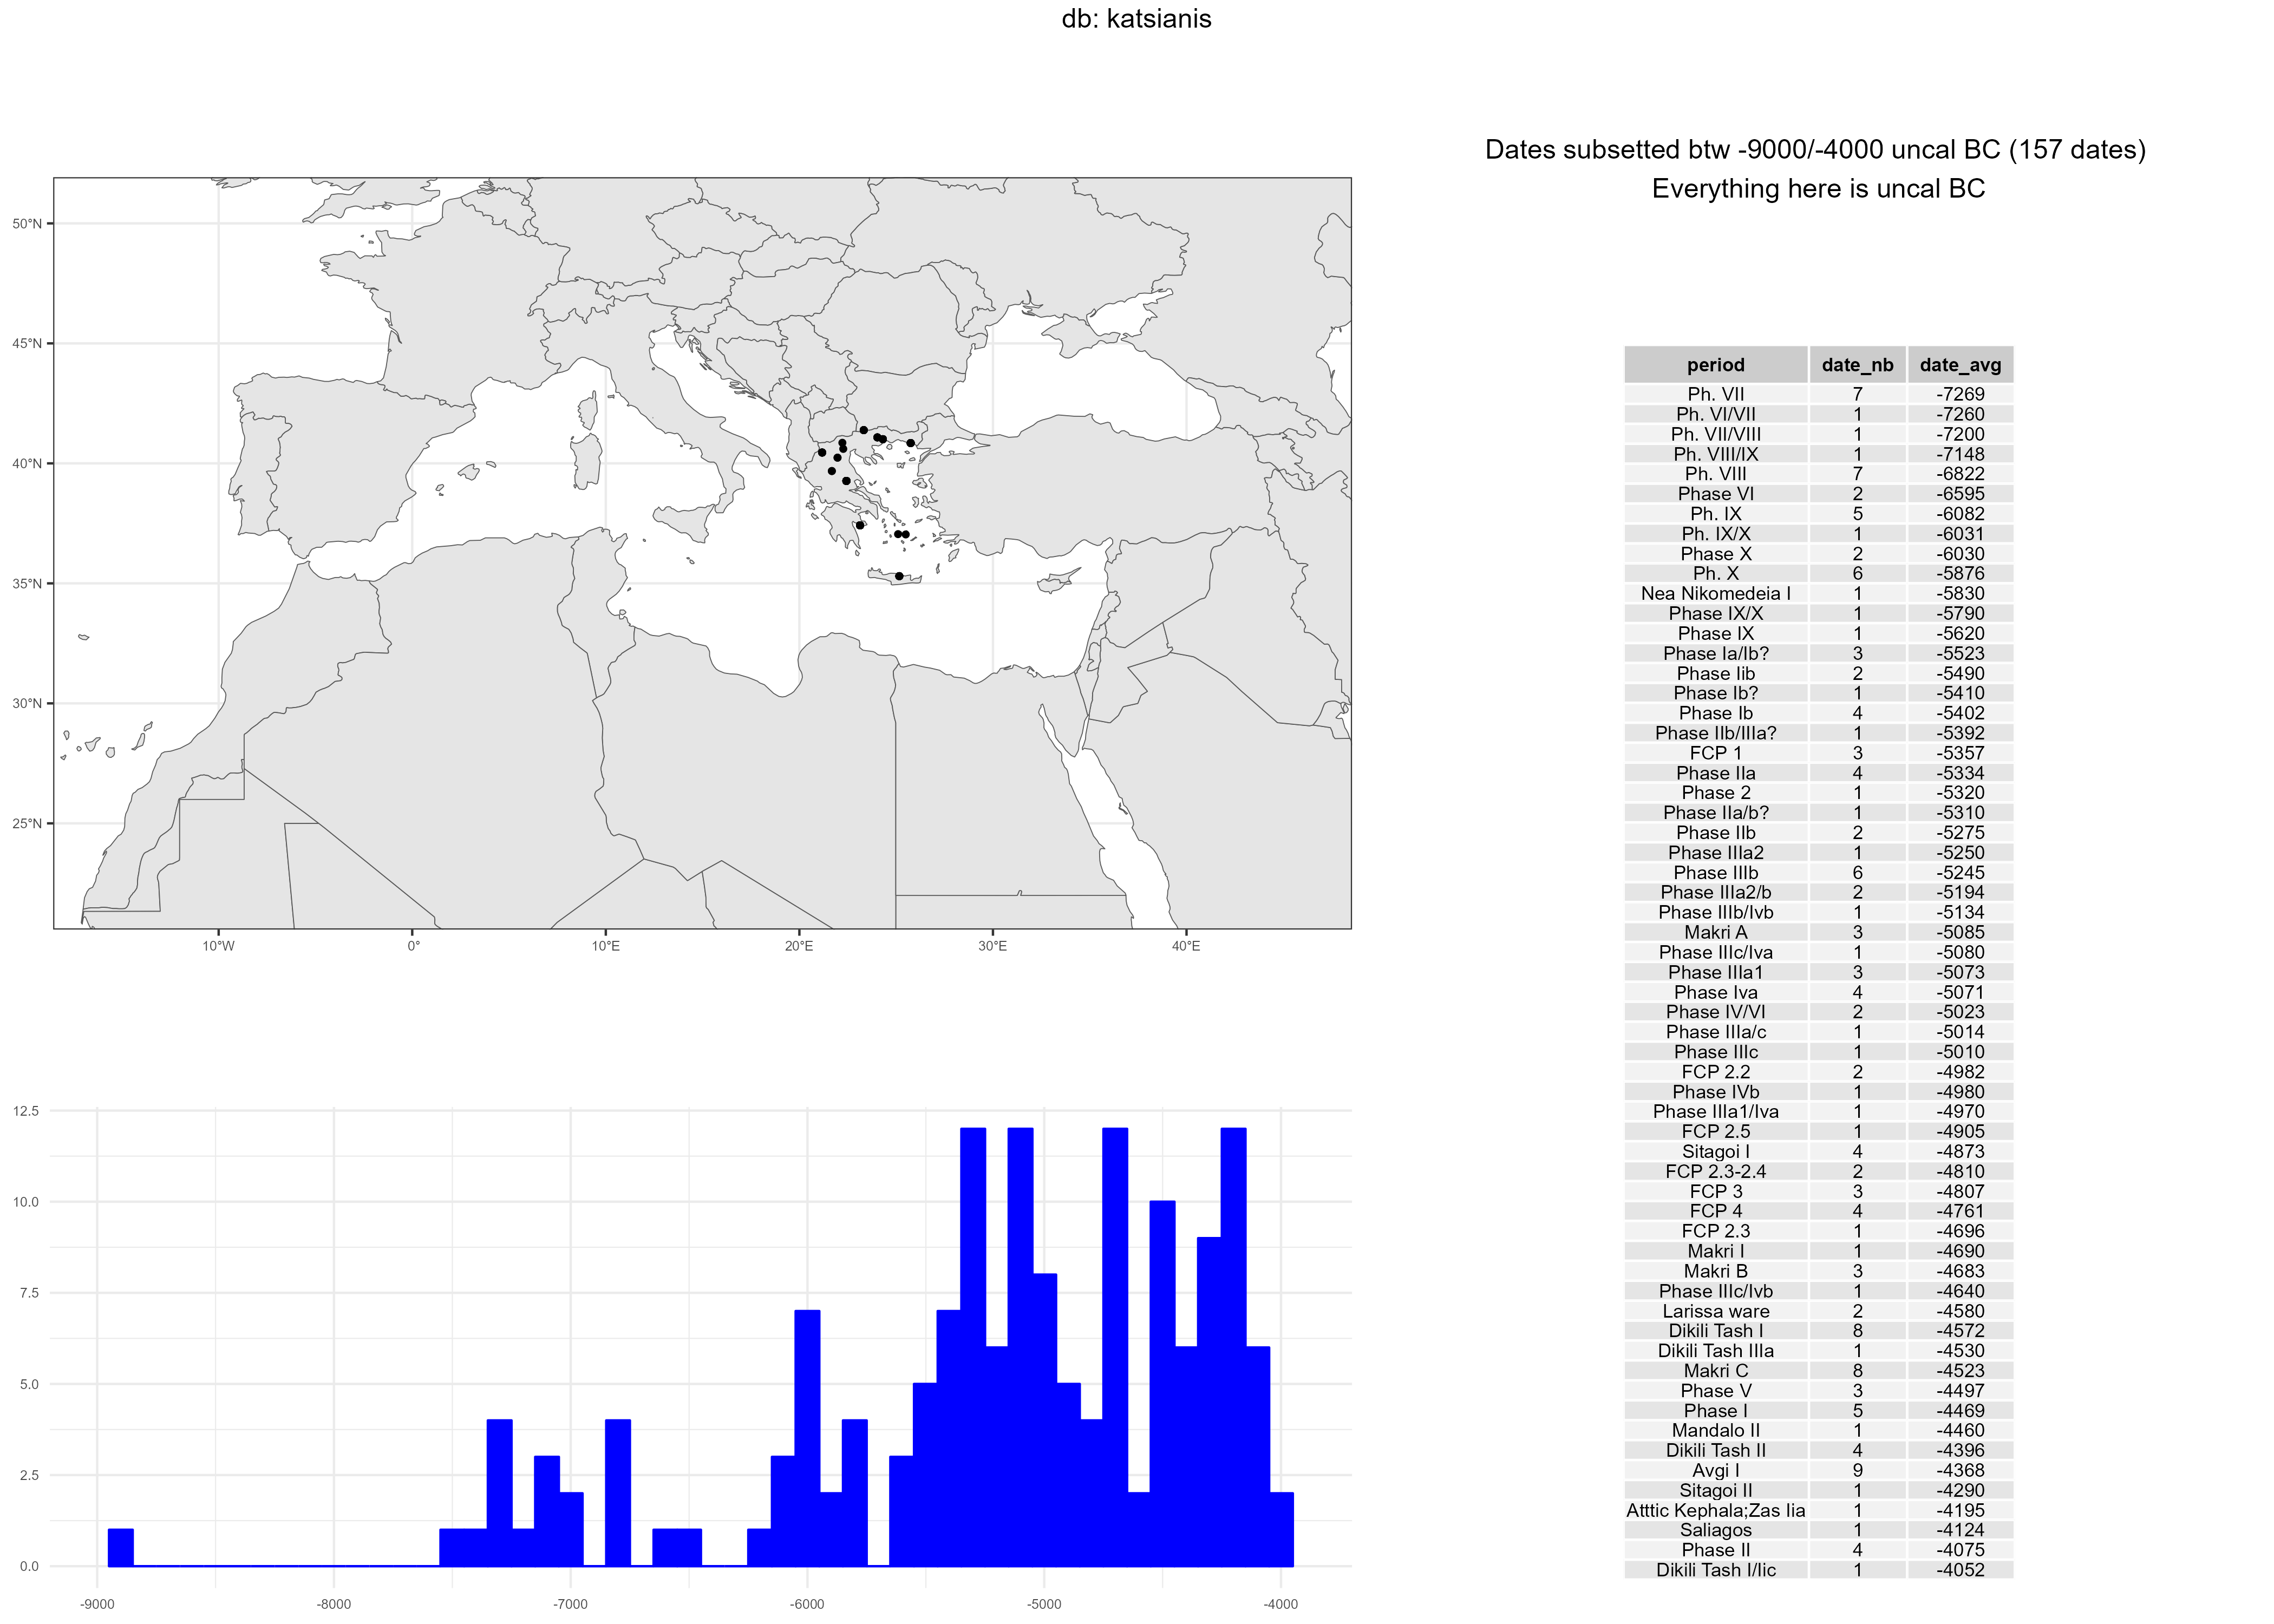 db: katsianis
50°N
45°N
40°N
35°N
30°N
25°N
10°W 0° 10°E 20°E 30°E 40°E
12.5
10.0
7.5
5.0
2.5
0.0
-9000 -8000 -7000 -6000 -5000 -4000
Dates subsetted btw -9000/-4000 uncal BC (157 dates)
Everything here is uncal BC
period date_nb date_avg
Ph. VII 7 -7269
Ph. VI/VII 1 -7260
Ph. VII/VIII 1 -7200
Ph. VIII/IX 1 -7148
Ph. VIII 7 -6822
Phase VI 2 -6595
Ph. IX 5 -6082
Ph. IX/X 1 -6031
Phase X 2 -6030
Ph. X 6 -5876
Nea Nikomedeia I 1 -5830
Phase IX/X 1 -5790
Phase IX 1 -5620
Phase Ia/Ib? 3 -5523
Phase Iib 2 -5490
Phase Ib? 1 -5410
Phase Ib 4 -5402
Phase IIb/IIIa? 1 -5392
FCP 1 3 -5357
Phase IIa 4 -5334
Phase 2 1 -5320
Phase IIa/b? 1 -5310
Phase IIb 2 -5275
Phase IIIa2 1 -5250
Phase IIIb 6 -5245
Phase IIIa2/b 2 -5194
Phase IIIb/Ivb 1 -5134
Makri A 3 -5085
Phase IIIc/Iva 1 -5080
Phase IIIa1 3 -5073
Phase Iva 4 -5071
Phase IV/VI 2 -5023
Phase IIIa/c 1 -5014
Phase IIIc 1 -5010
FCP 2.2 2 -4982
Phase IVb 1 -4980
Phase IIIa1/Iva 1 -4970
FCP 2.5 1 -4905
Sitagoi I 4 -4873
FCP 2.3-2.4 2 -4810
FCP 3 3 -4807
FCP 4 4 -4761
FCP 2.3 1 -4696
Makri I 1 -4690
Makri B 3 -4683
Phase IIIc/Ivb 1 -4640
Larissa ware 2 -4580
Dikili Tash I 8 -4572
Dikili Tash IIIa 1 -4530
Makri C 8 -4523
Phase V 3 -4497
Phase I 5 -4469
Mandalo II 1 -4460
Dikili Tash II 4 -4396
Avgi I 9 -4368
Sitagoi II 1 -4290
Atttic Kephala;Zas Iia 1 -4195
Saliagos 1 -4124
Phase II 4 -4075
Dikili Tash I/Iic 1 -4052